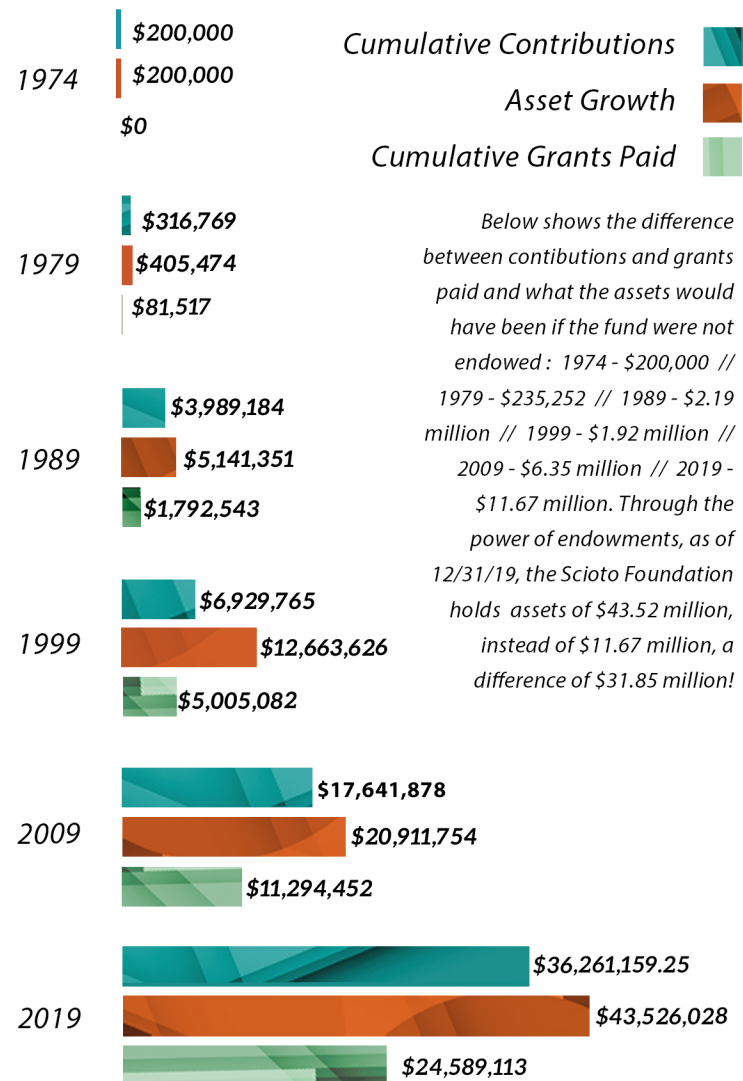 $200,000
Cumulative Contributions
1974
$200,000
Asset Growth
$0
Cumulative Grants Paid
1979
$316,769
$405,474
$81,517
Below shows the difference
between contibutions and grants
paid and what the assets would
have been if the fund were not
endowed : 1974 - $200,000 //
1979 - $235,252 // 1989 - $2.19
million // 1999 - $1.92 million //
2009 - $6.35 million // 2019 -
$11.67 million. Through the
power of endowments, as of
12/31/19, the Scioto Foundation
holds assets of $43.52 million,
instead of $11.67 million, a
difference of $31.85 million!
1989
$3,989,184
$5,141,351
$1,792,543
1999
$6,929,765
$12,663,626
$5,005,082
2009
$17,641,878
$20,911,754
$11,294,452
2019
$36,261,159.25
$43,526,028
$24,589,113